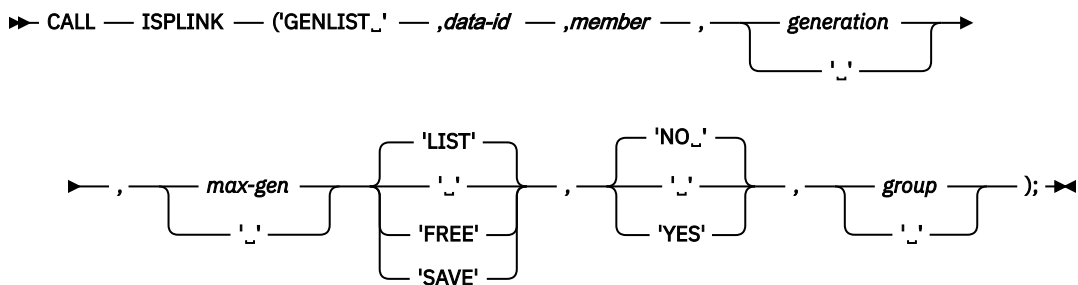 CALL ISPLINK ('GENLIST␣' ,data-id ,member , generation
'␣'
, max-gen 'LIST' , 'NO␣' , group );
'␣' '␣' '␣' '␣'
'FREE' 'YES'
'SAVE'